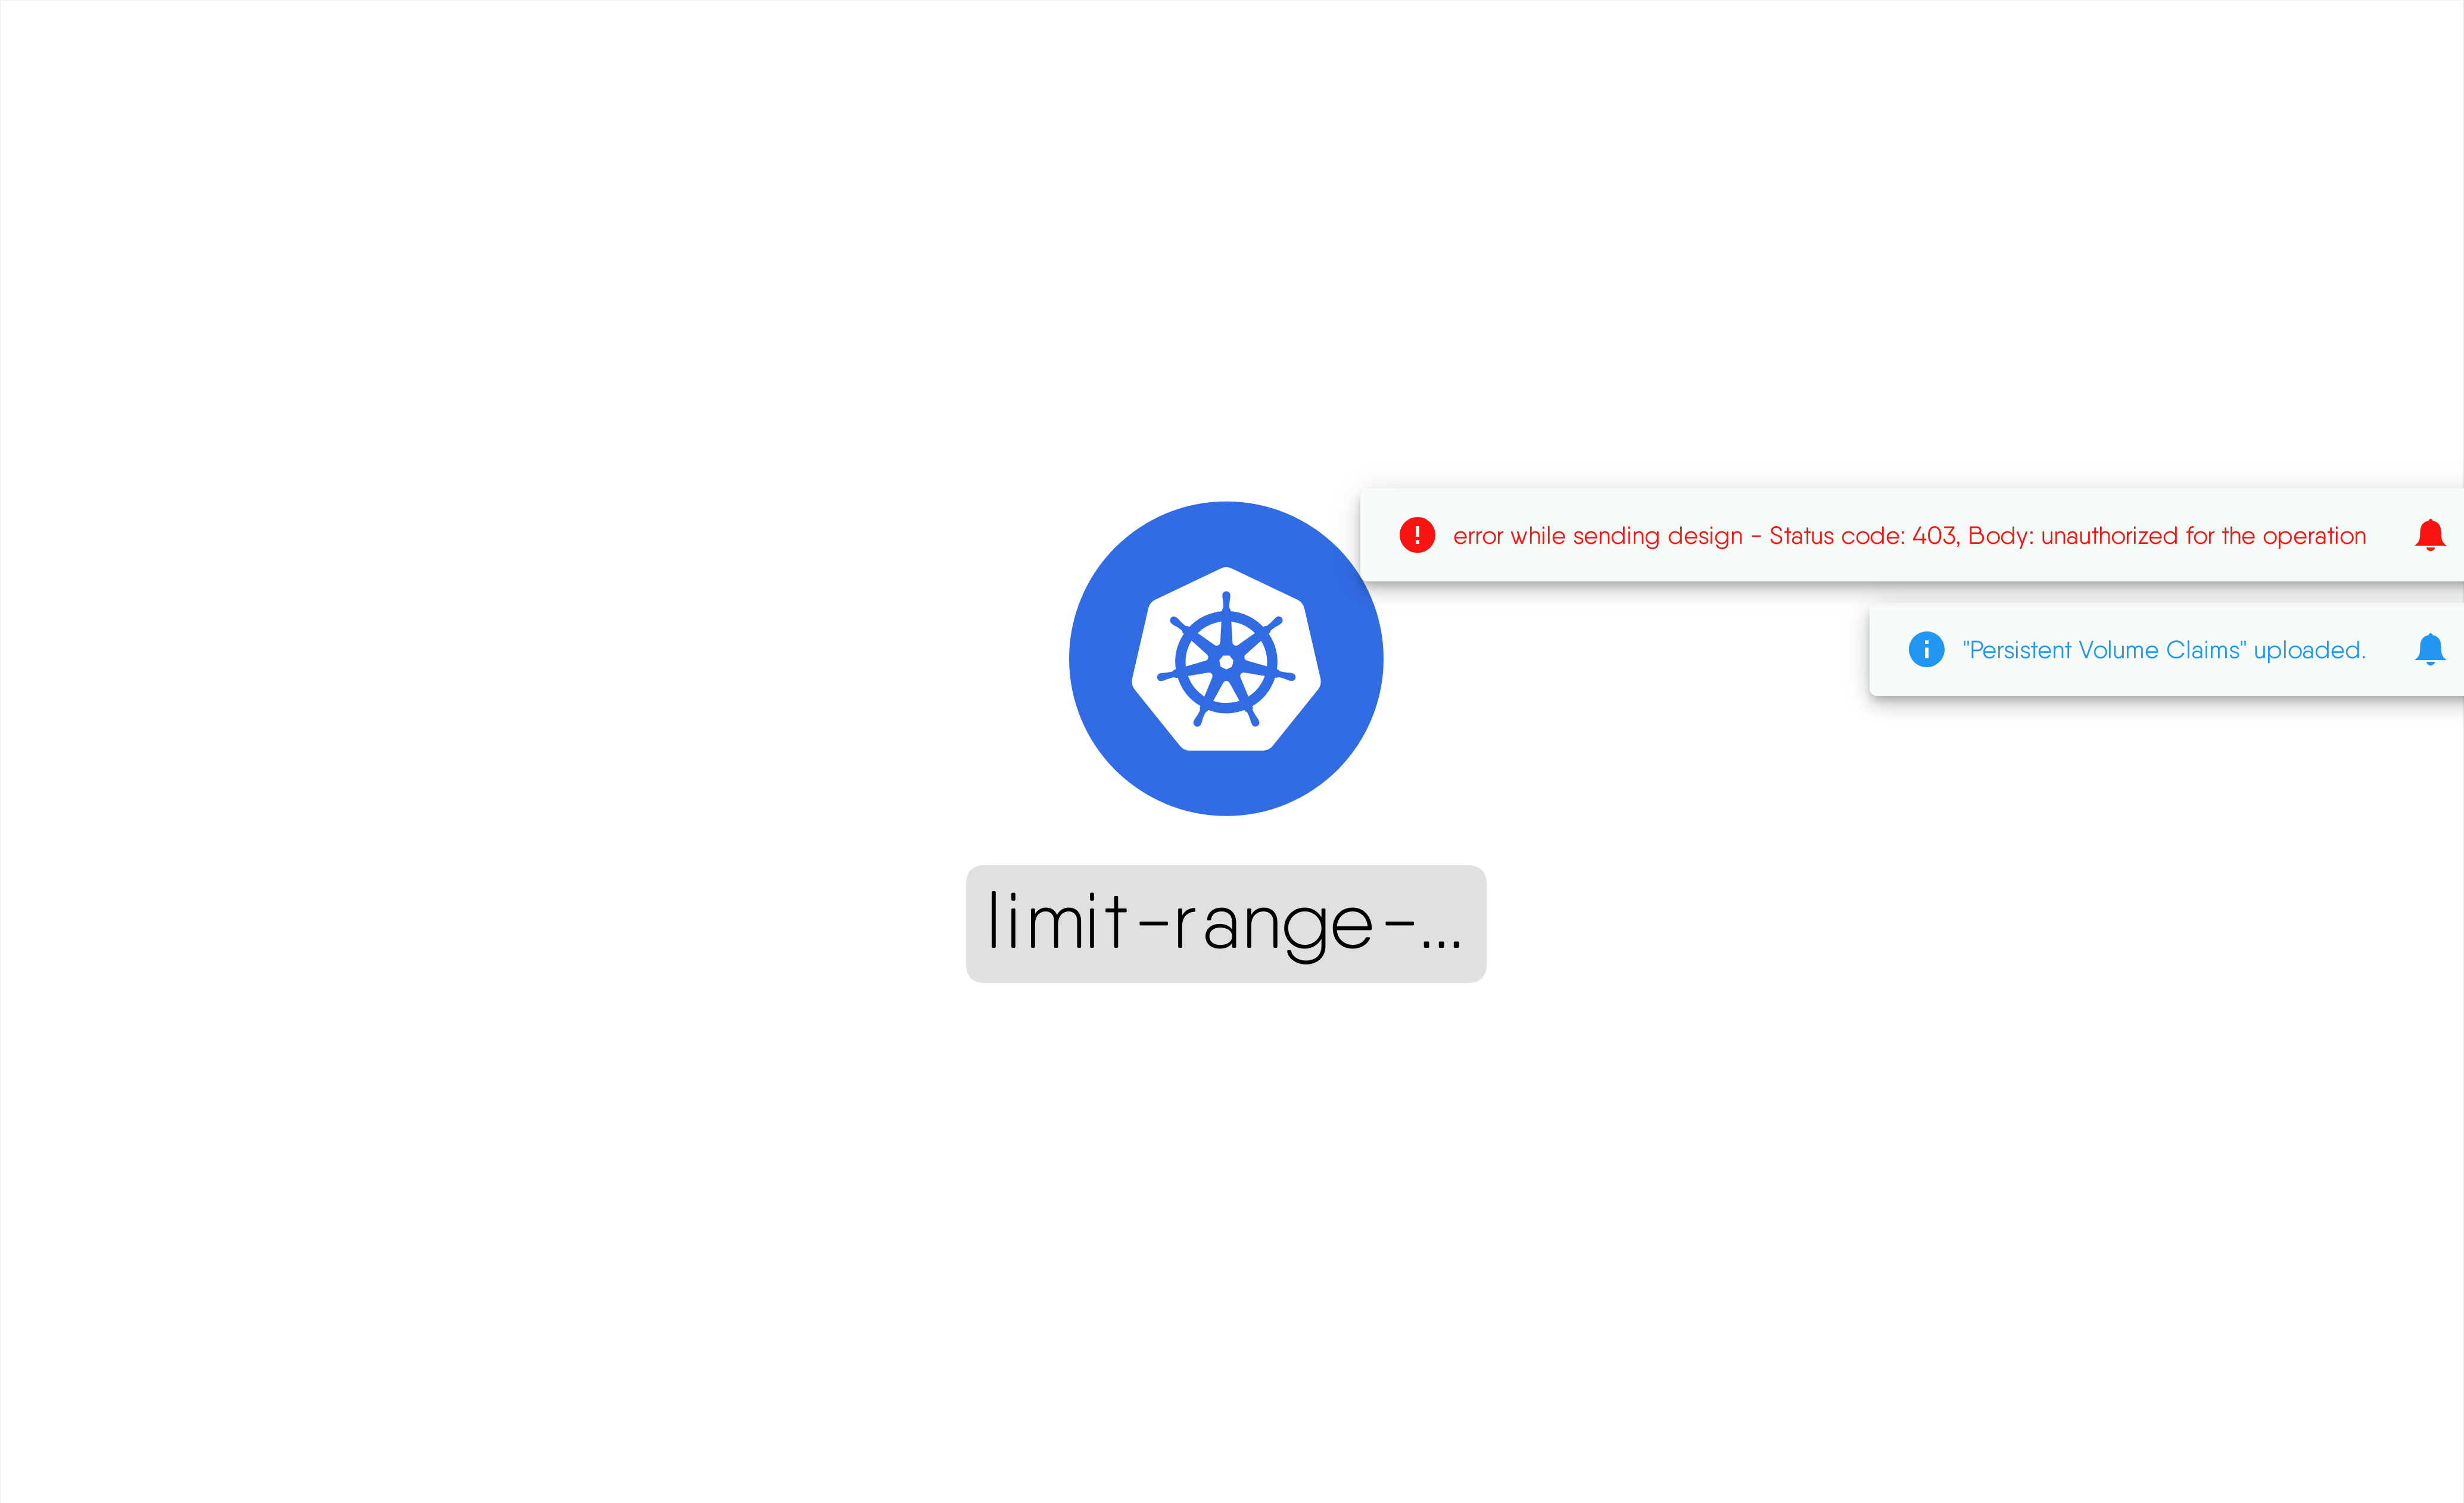 error while sending design - Status code: 403, Body: unauthorized for the operation
"Persistent Volume Claims" uploaded.
limit-range-...